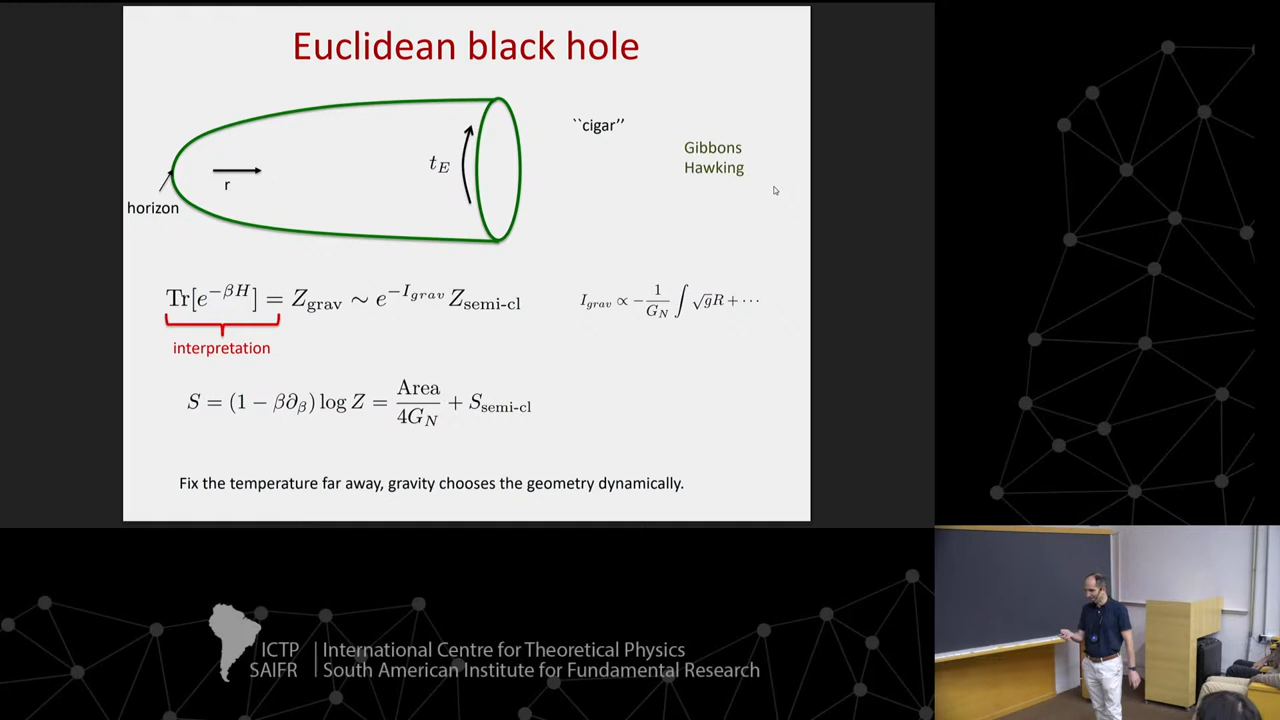 Euclidean black hole
``cigar’’
Gibbons
Hawking
t_E
r
horizon
Tr[e^{-βH}] = Z_grav ∼ e^{-I_grav} Z_semi-cl
I_grav ∝ -\frac{1}{G_N} ∫ √g R + ⋯
interpretation
S = (1 − β∂_β) log Z = \frac{Area}{4G_N} + S_semi-cl
Fix the temperature far away, gravity chooses the geometry dynamically.
ICTP | International Centre for Theoretical Physics
SAIFR | South American Institute for Fundamental Research